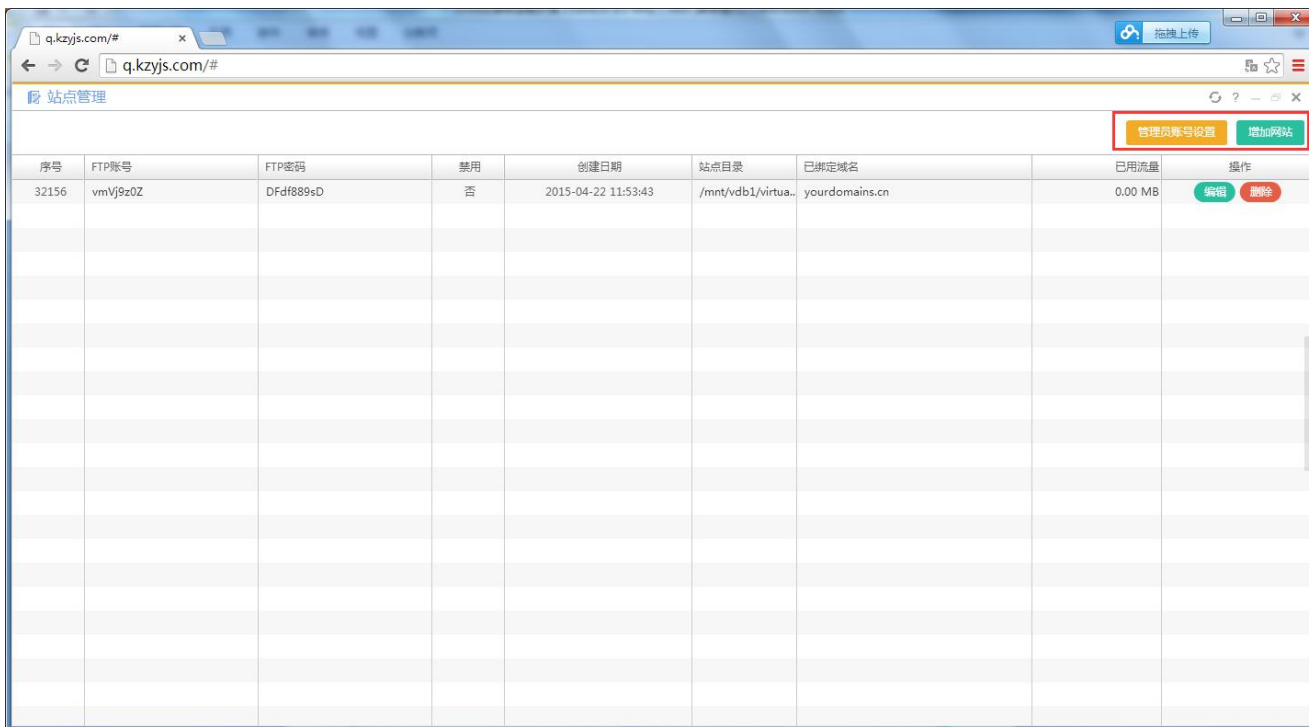 q.kzyjs.com/#
拖拽上传
q.kzyjs.com/#
站点管理
管理员账号设置 增加网站
序号 FTP账号 FTP密码 禁用 创建日期 站点目录 已绑定域名 已用流量 操作
32156 vmVj9z0Z DFdf889sD 否 2015-04-22 11:53:43 /mnt/vdb1/virtua.. yourdomains.cn 0.00 MB 编辑 删除